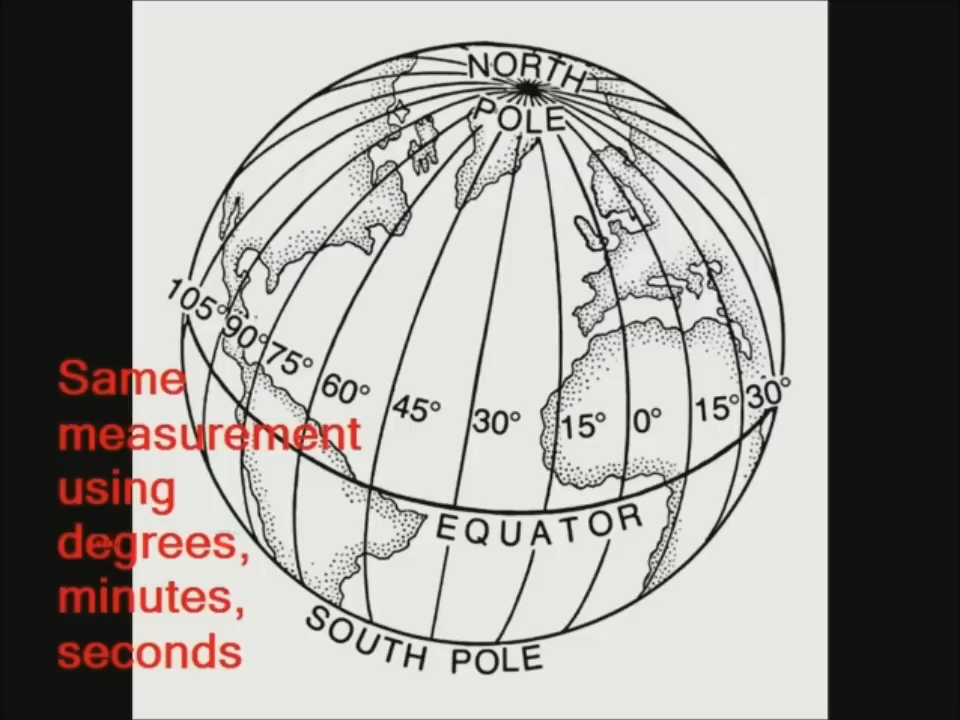 NORTH
POLE
105° 90° 75° 60° 45° 30° 15° 0° 15° 30°
EQUATOR
SOUTH POLE
Same
measurement
using
degrees,
minutes,
seconds